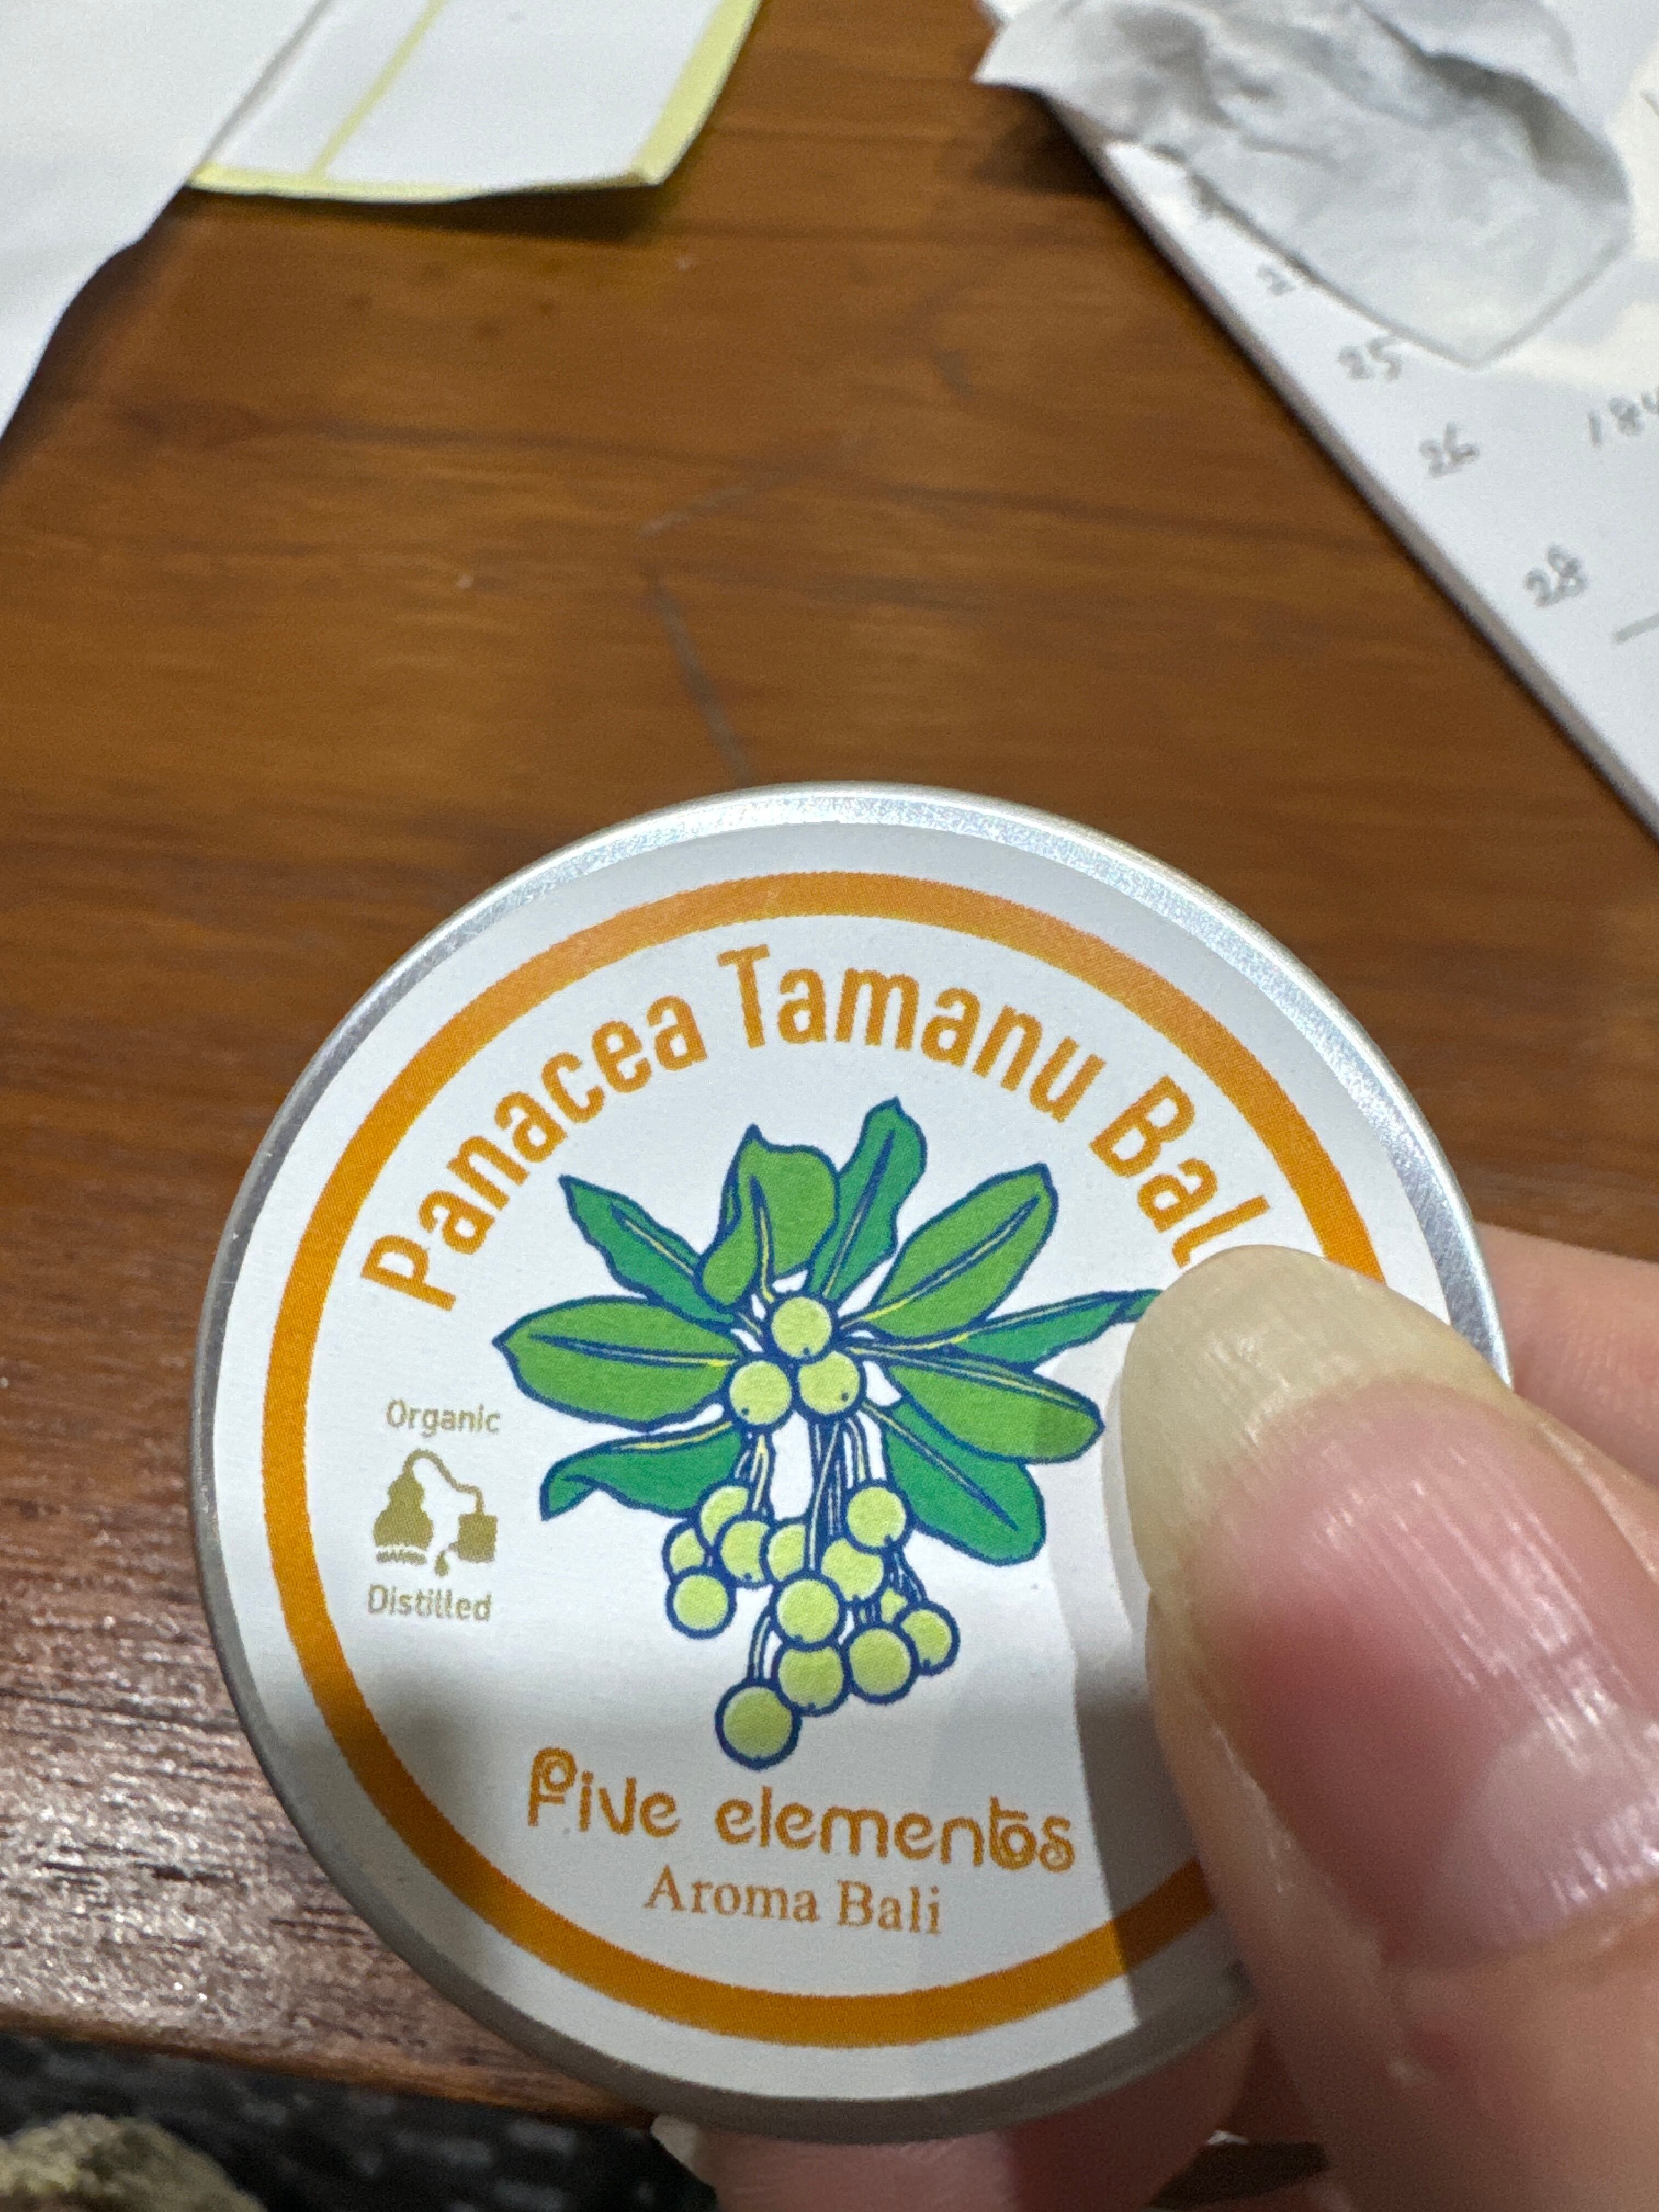 25
26
28
Panacea Tamanu Bal
Organic
Distilled
Five elements
Aroma Bali